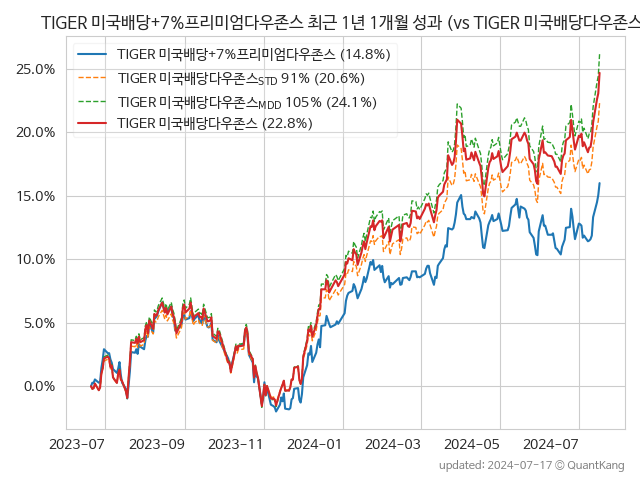 TIGER 미국배당+7%프리미엄다우존스 최근 1년 1개월 성과 (vs TIGER 미국배당다우존스
TIGER 미국배당+7%프리미엄다우존스 (14.8%)
TIGER 미국배당다우존스STD 91% (20.6%)
TIGER 미국배당다우존스MDD 105% (24.1%)
TIGER 미국배당다우존스 (22.8%)
25.0%
20.0%
15.0%
10.0%
5.0%
0.0%
2023-07 2023-09 2023-11 2024-01 2024-03 2024-05 2024-07
updated: 2024-07-17 © QuantKang